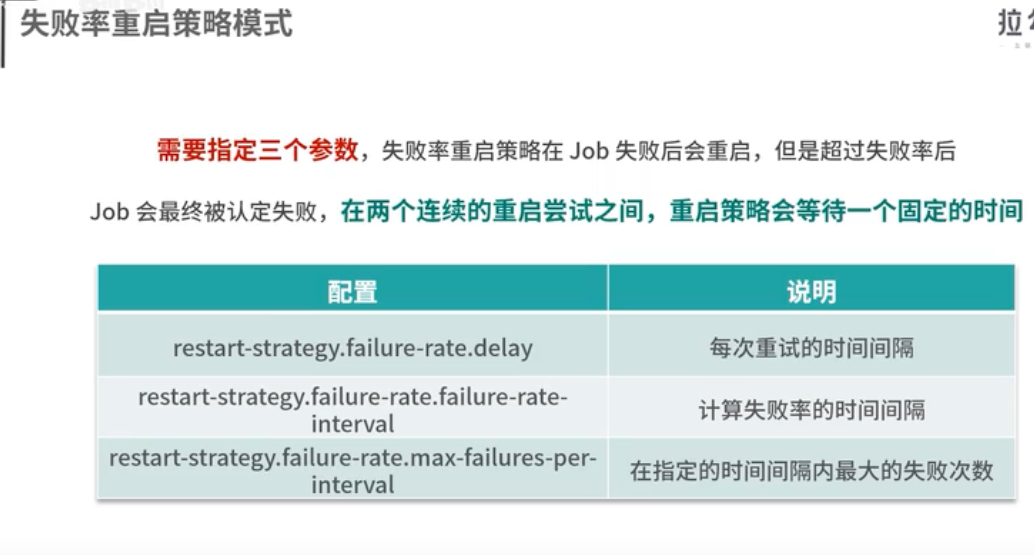 失败率重启策略模式
拉
需要指定三个参数，失败率重启策略在 Job 失败后会重启，但是超过失败率后
Job 会最终被认定失败，在两个连续的重启尝试之间，重启策略会等待一个固定的时间
配置 说明
restart-strategy.failure-rate.delay 每次重试的时间间隔
restart-strategy.failure-rate.failure-rate-
interval 计算失败率的时间间隔
restart-strategy.failure-rate.max-failures-per-
interval 在指定的时间间隔内最大的失败次数